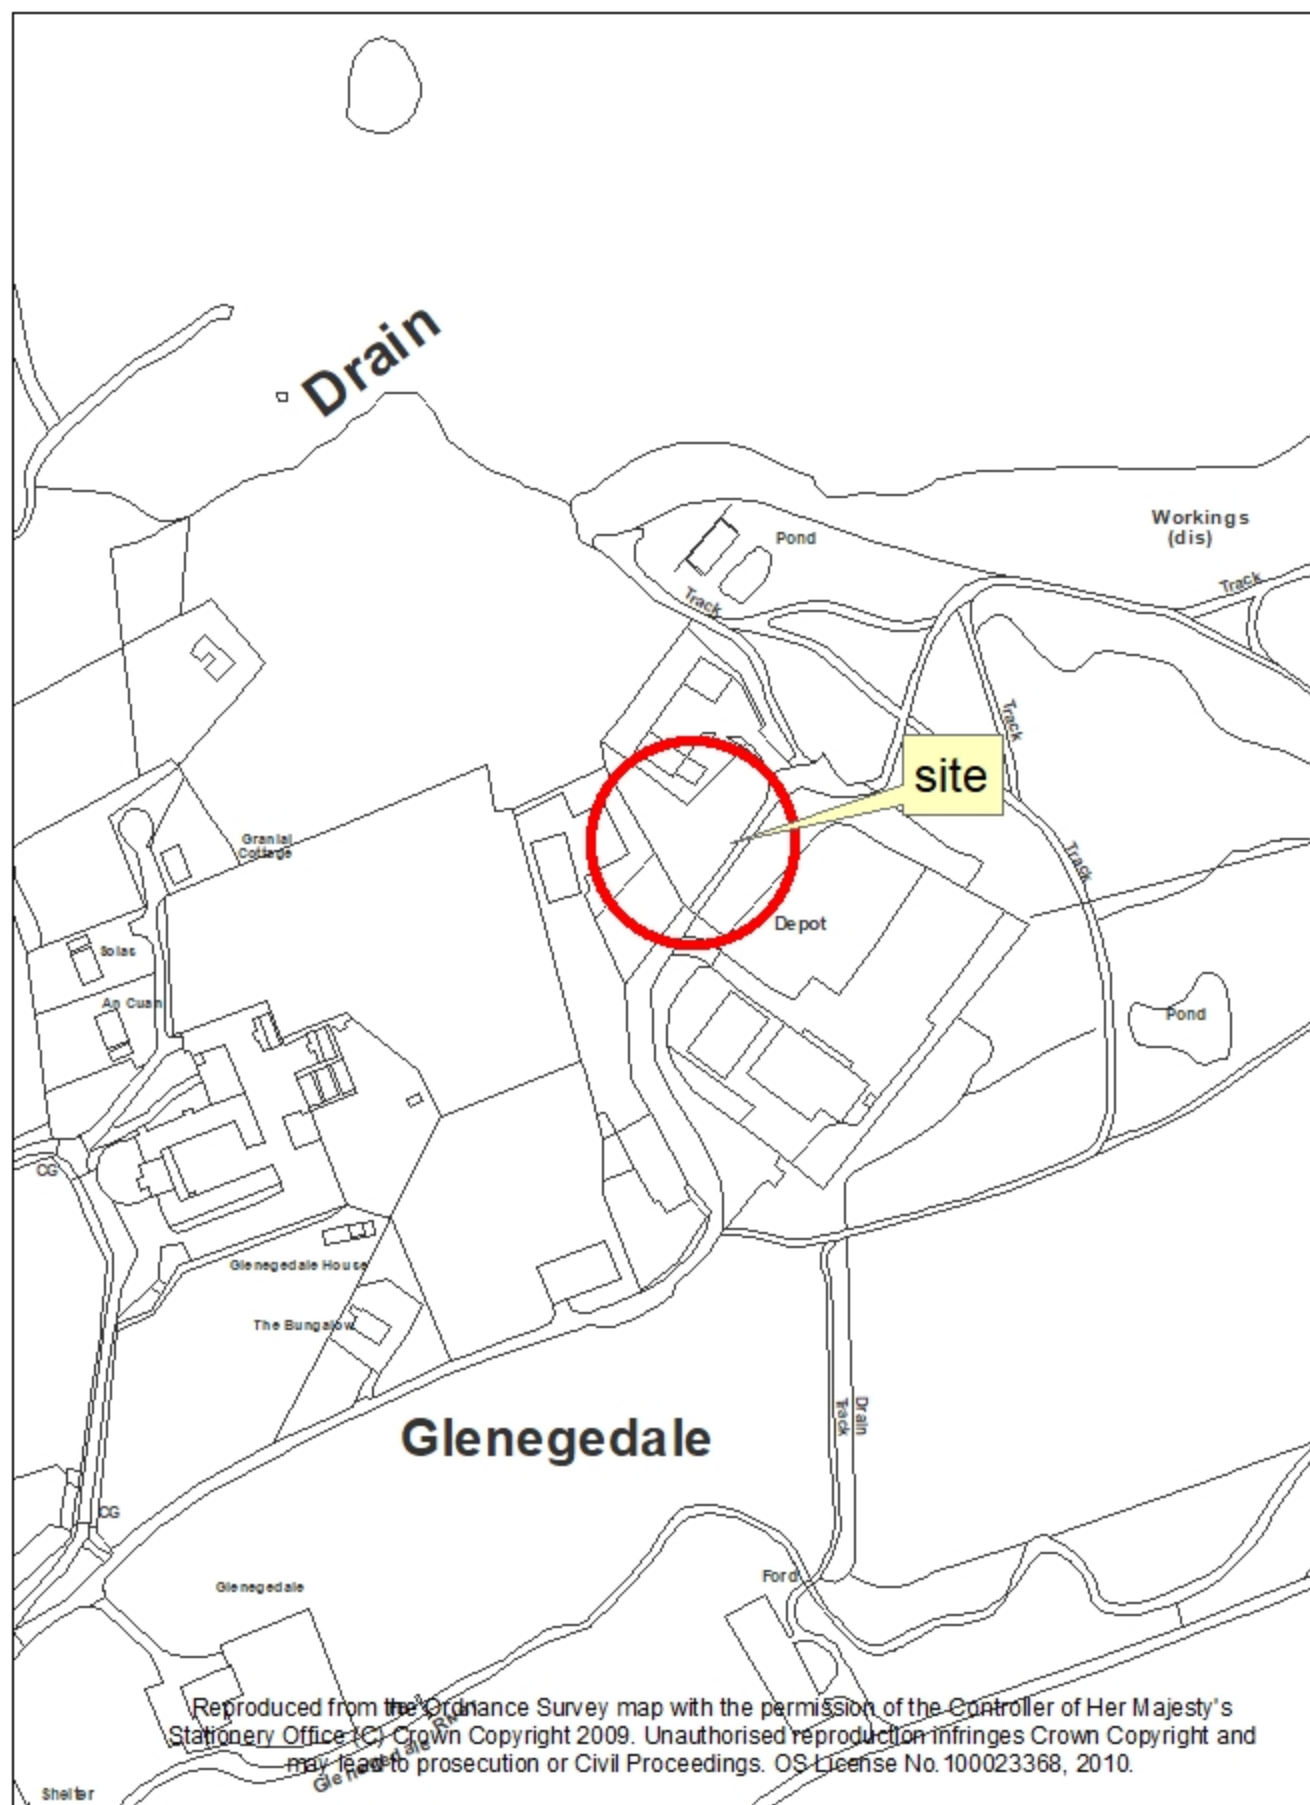 Drain
Workings
(dis)
Pond
Track
Track
Track
site
Track
Granial
Cottage
Depot
Solas
An Cuan
Pond
CG
Glenegedale House
The Bungalow
Glenegedale
Drain
Track
CG
Ford
Glenegedale
Reproduced from the Ordnance Survey map with the permission of the Controller of Her Majesty's
Stationery Office (C) Crown Copyright 2009. Unauthorised reproduction infringes Crown Copyright and
may lead to prosecution or Civil Proceedings. OS License No. 100023368, 2010.
Glenegedale
Shelter